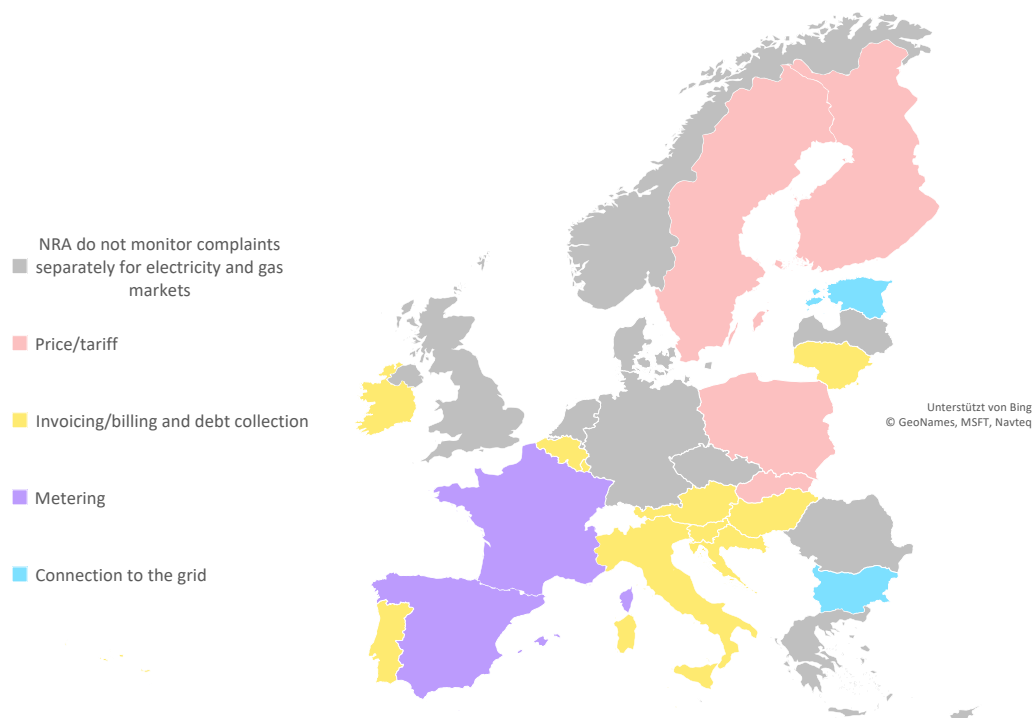 NRA do not monitor complaints
separately for electricity and gas
markets
Price/tariff
Invoicing/billing and debt collection
Metering
Connection to the grid
Unterstützt von Bing
© GeoNames, MSFT, Navteq